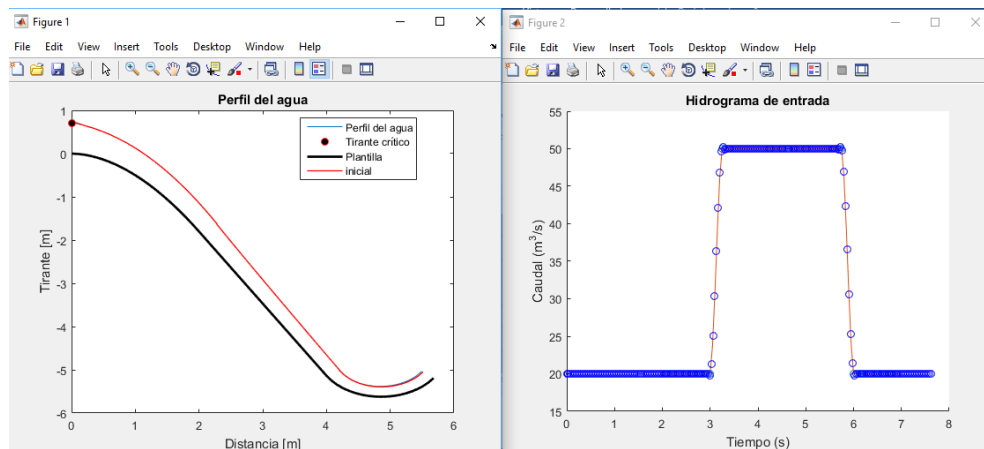 Figure 1
File Edit View Insert Tools Desktop Window Help
Perfil del agua
1
0
-1
-2
-3
-4
-5
-6
Tirante [m]
0 1 2 3 4 5 6
Distancia [m]
Perfil del agua
Tirante crítico
Plantilla
inicial
Figure 2
File Edit View Insert Tools Desktop Window Help
Hidrograma de entrada
55
50
45
40
35
30
25
20
15
Caudal (m³/s)
0 1 2 3 4 5 6 7 8
Tiempo (s)